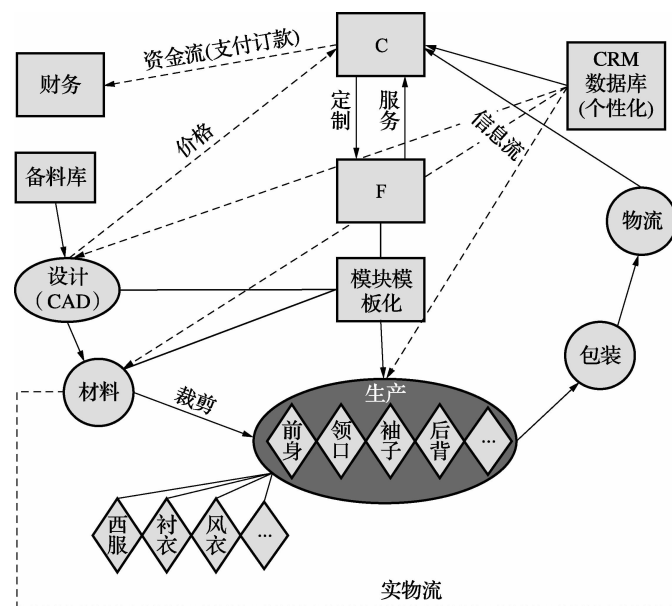 资金流(支付订款)
C
CRM
数据库
(个性化)
财务
定制
服务
价格
信息流
备料库
F
物流
设计
（CAD）
模块模
板化
包装
材料
裁剪
生产
前身
领口
袖子
后背
...
西服
衬衣
风衣
...
实物流